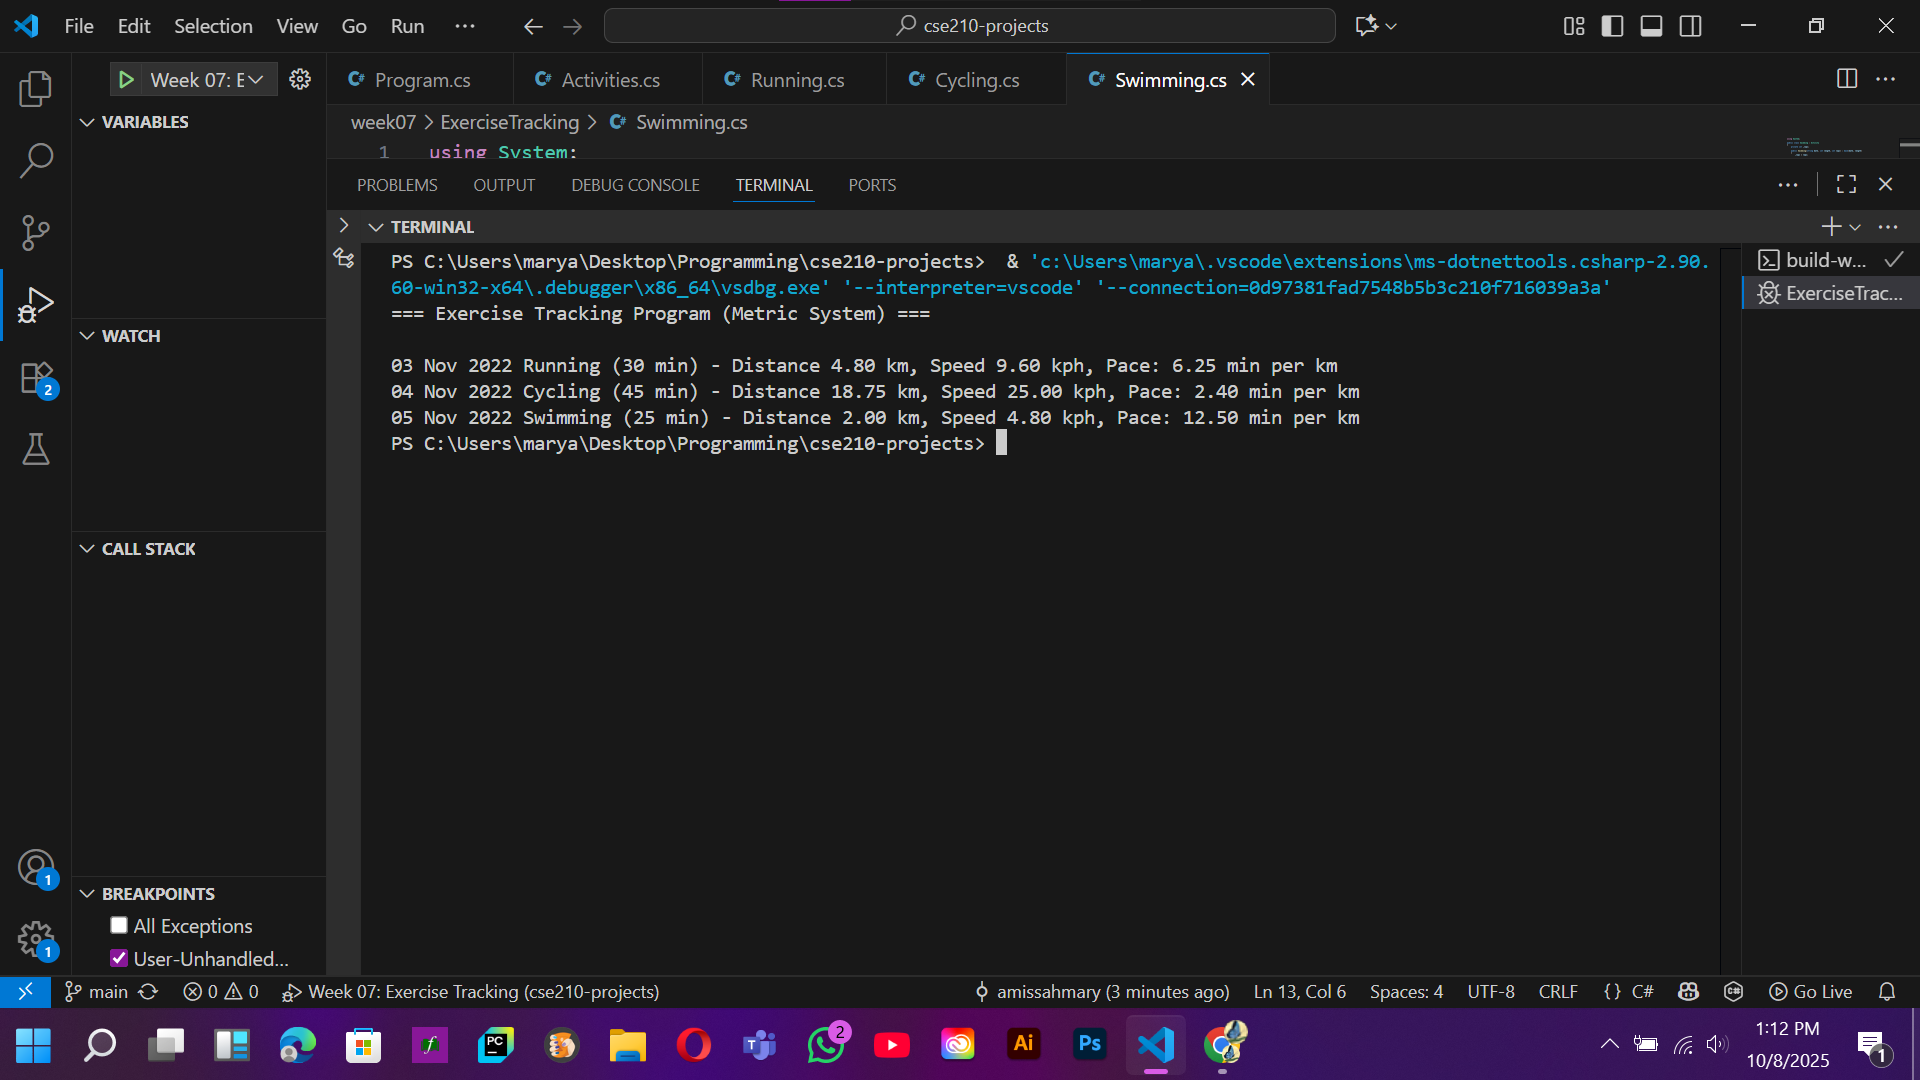 File Edit Selection View Go Run ...
cse210-projects
Week 07: E
Program.cs
Activities.cs
Running.cs
Cycling.cs
Swimming.cs
VARIABLES
week07 > ExerciseTracking > Swimming.cs
1 using System;
PROBLEMS OUTPUT DEBUG CONSOLE TERMINAL PORTS
TERMINAL
PS C:\Users\marya\Desktop\Programming\cse210-projects>  & 'c:\Users\marya\.vscode\extensions\ms-dotnettools.csharp-2.90.
60-win32-x64\.debugger\x86_64\vsdbg.exe' '--interpreter=vscode' '--connection=0d97381fad7548b5b3c210f716039a3a'
=== Exercise Tracking Program (Metric System) ===
03 Nov 2022 Running (30 min) - Distance 4.80 km, Speed 9.60 kph, Pace: 6.25 min per km
04 Nov 2022 Cycling (45 min) - Distance 18.75 km, Speed 25.00 kph, Pace: 2.40 min per km
05 Nov 2022 Swimming (25 min) - Distance 2.00 km, Speed 4.80 kph, Pace: 12.50 min per km
PS C:\Users\marya\Desktop\Programming\cse210-projects>
build-w...
ExerciseTrac...
WATCH
2
CALL STACK
1
BREAKPOINTS
All Exceptions
1
User-Unhandled...
main 0 0 Week 07: Exercise Tracking (cse210-projects)
amissahmary (3 minutes ago) Ln 13, Col 6 Spaces: 4 UTF-8 CRLF {} C# Go Live
PC
T
2
Ai
Ps
1:12 PM
10/8/2025
1